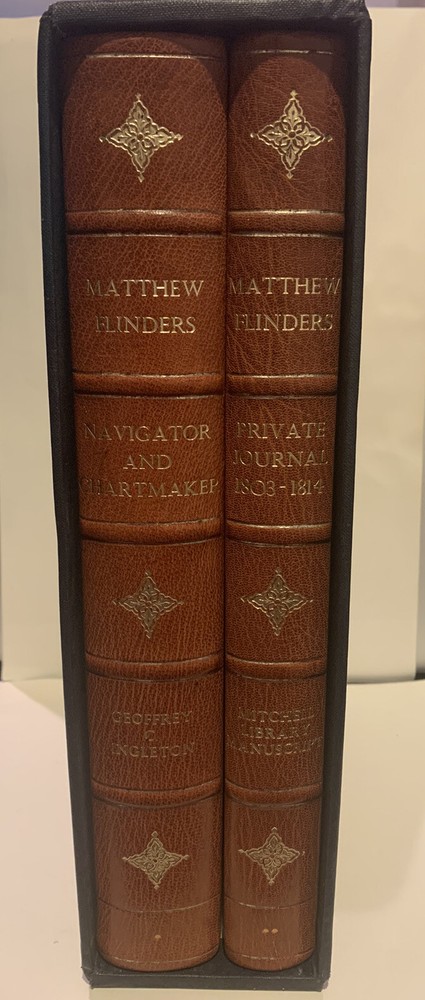 MATTHEW
FLINDERS
NAVIGATOR
AND
CHARTMAKER
GEOFFREY
C
INGLETON
MATTHEW
FLINDERS
PRIVATE
JOURNAL
1803-1814
MITCHELL
LIBRARY
MANUSCRIPT